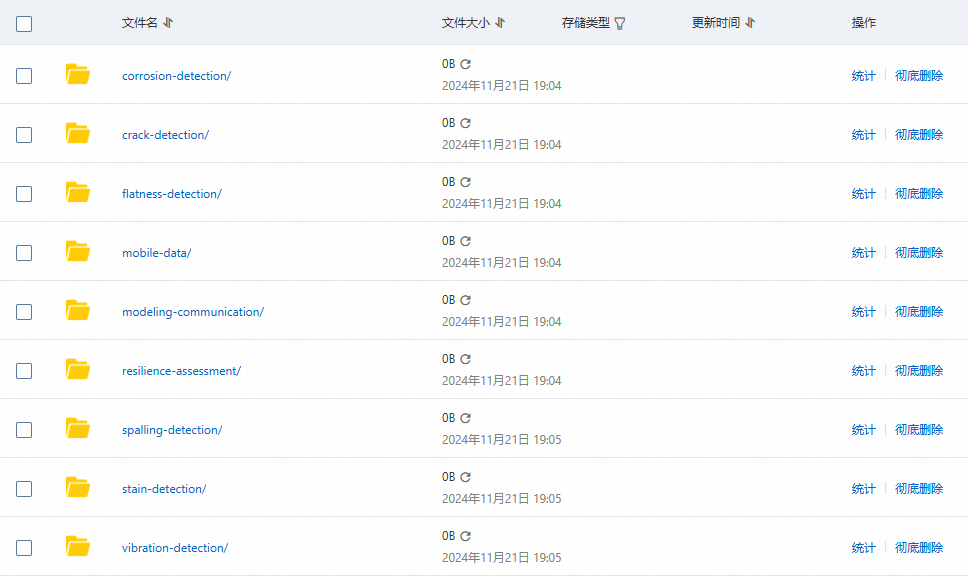 文件名 文件大小 存储类型 更新时间 操作
corrosion-detection/ 0B 2024年11月21日 19:04 统计 彻底删除
crack-detection/ 0B 2024年11月21日 19:04 统计 彻底删除
flatness-detection/ 0B 2024年11月21日 19:04 统计 彻底删除
mobile-data/ 0B 2024年11月21日 19:04 统计 彻底删除
modeling-communication/ 0B 2024年11月21日 19:04 统计 彻底删除
resilience-assessment/ 0B 2024年11月21日 19:04 统计 彻底删除
spalling-detection/ 0B 2024年11月21日 19:05 统计 彻底删除
stain-detection/ 0B 2024年11月21日 19:05 统计 彻底删除
vibration-detection/ 0B 2024年11月21日 19:05 统计 彻底删除